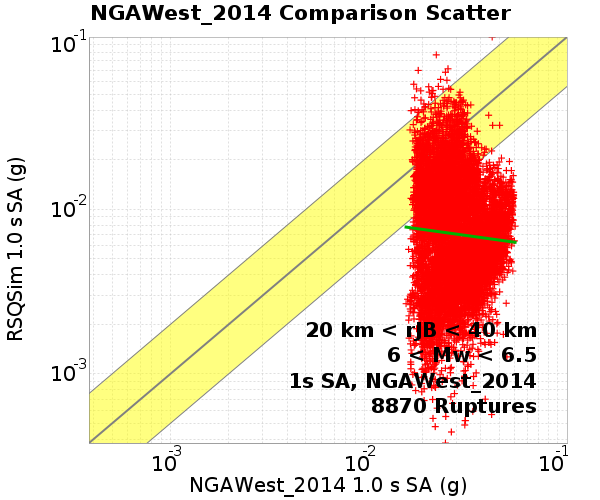 NGAWest_2014 Comparison Scatter
10-1
10-2
10-3
RSQSim 1.0 s SA (g)
20 km < rJB < 40 km
6 < Mw < 6.5
1s SA, NGAWest_2014
8870 Ruptures
10-3 10-2 10-1
NGAWest_2014 1.0 s SA (g)